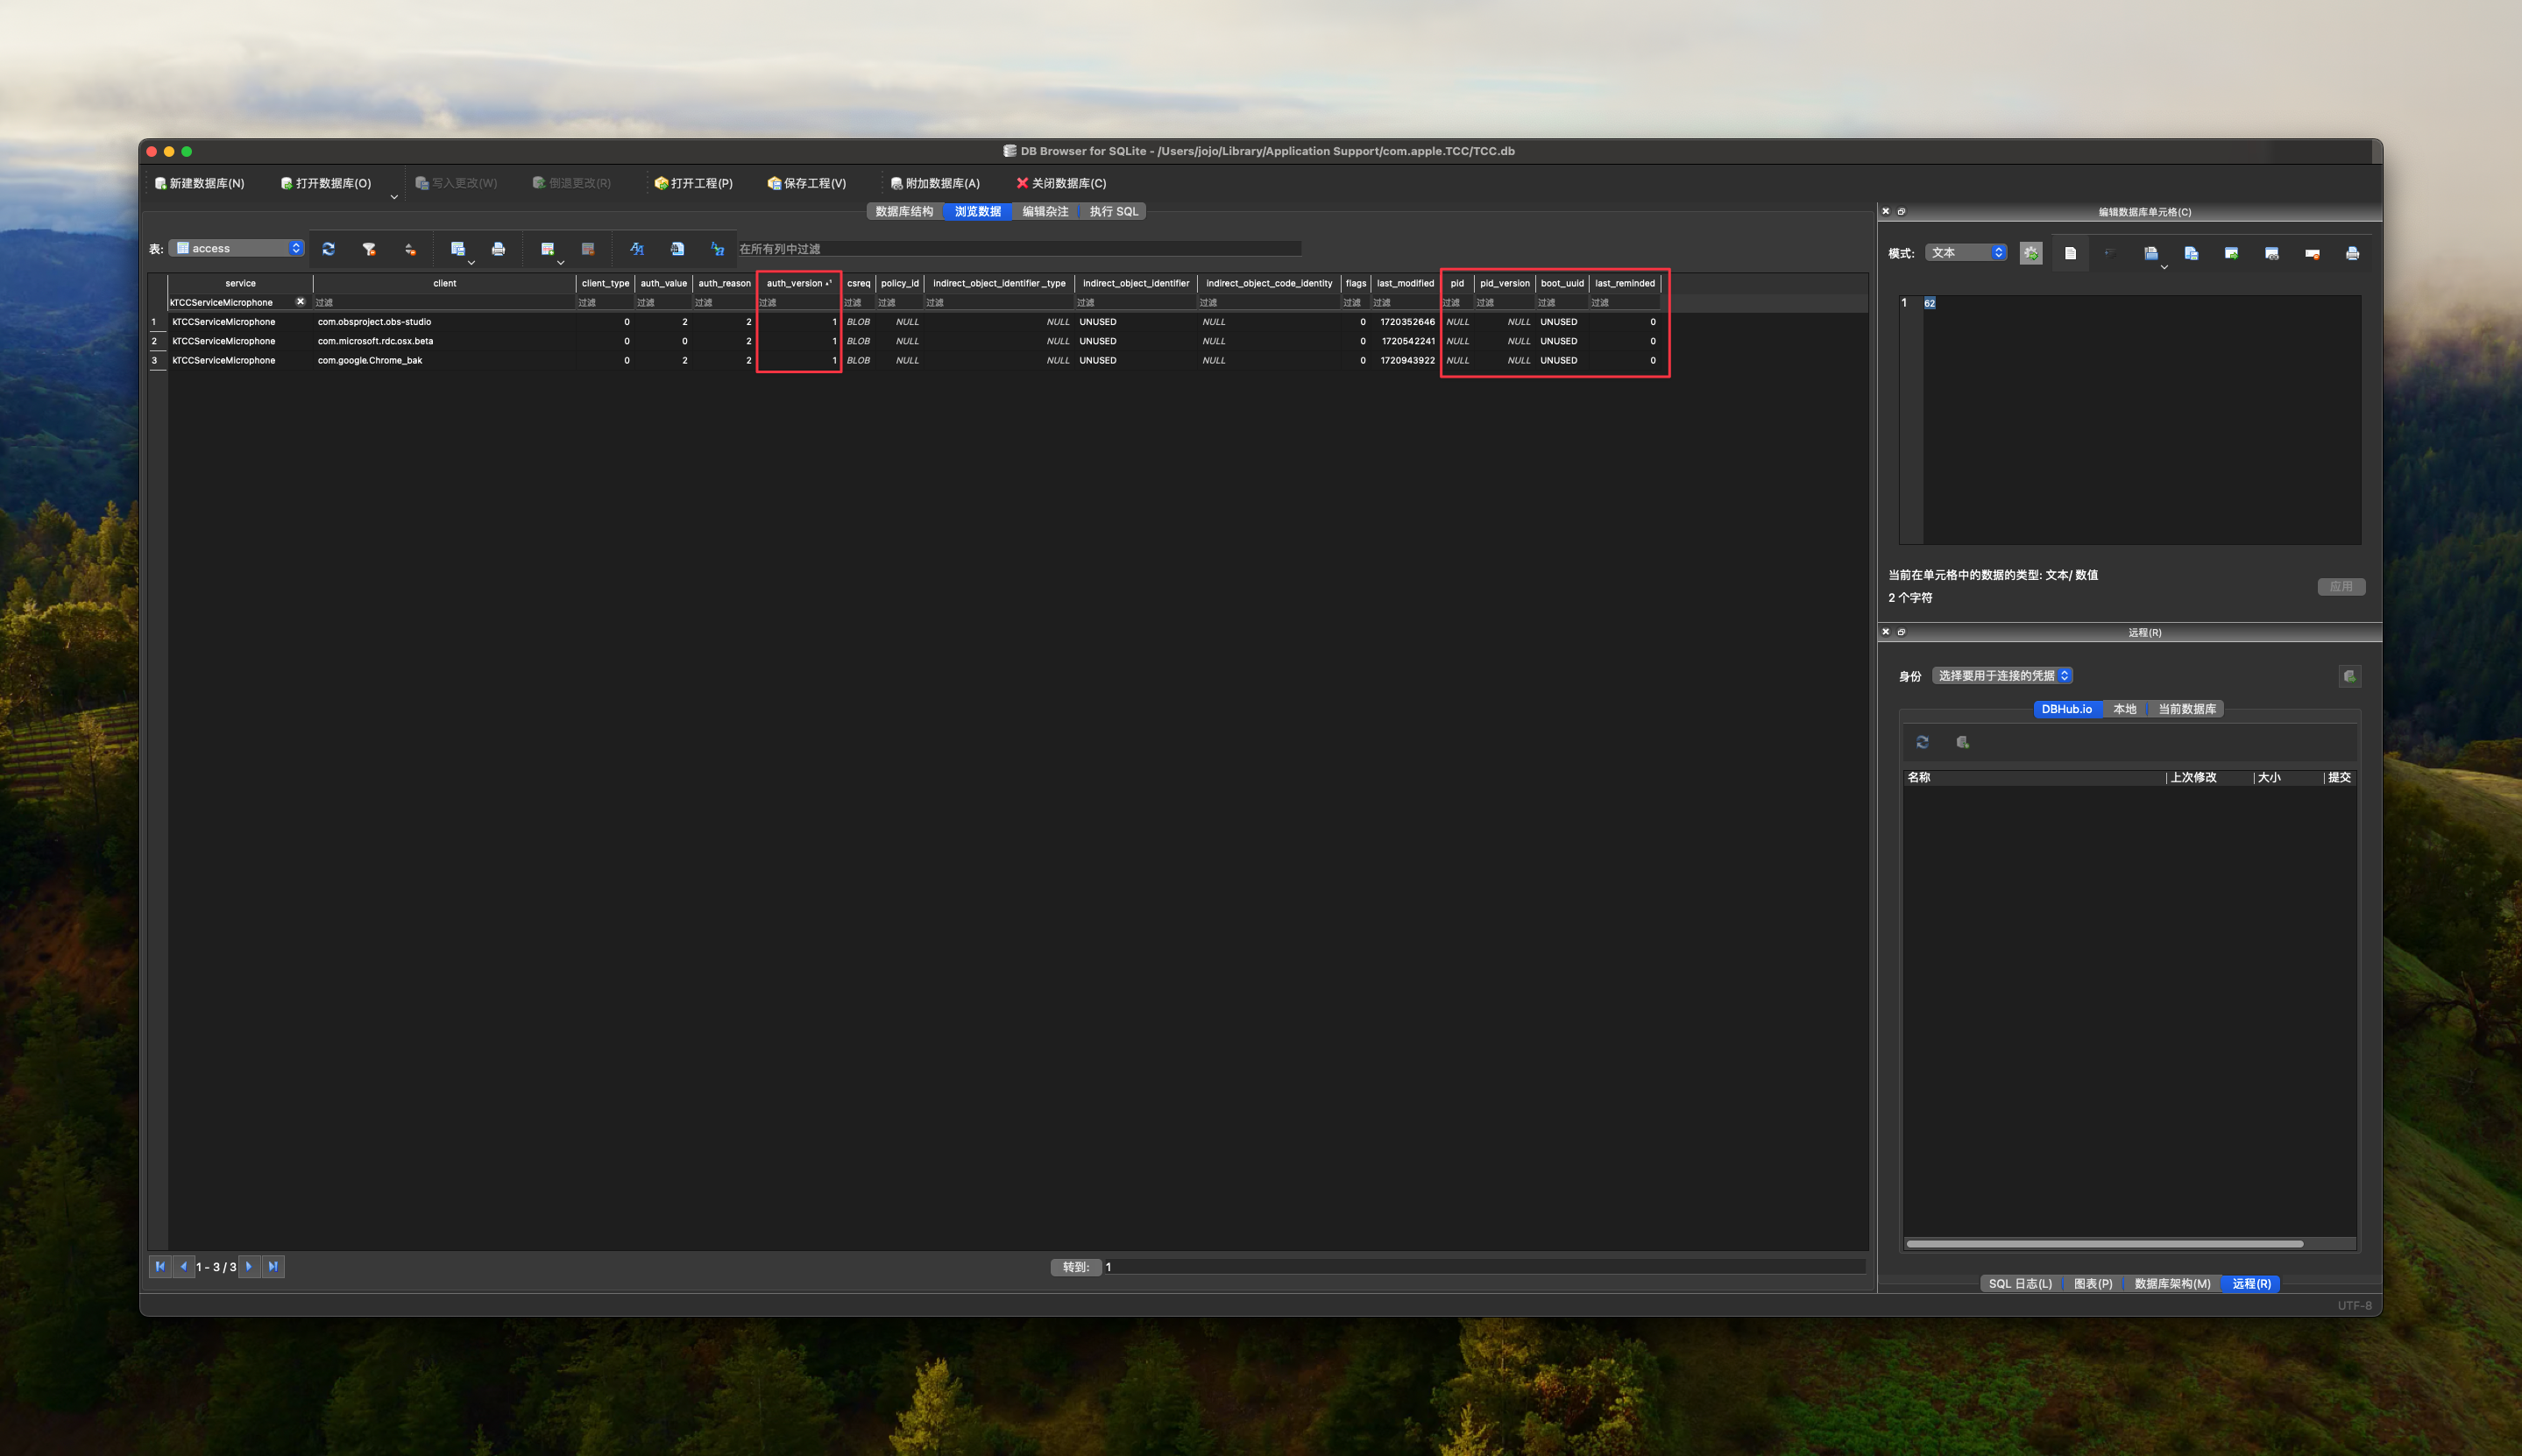 DB Browser for SQLite - /Users/jojo/Library/Application Support/com.apple.TCC/TCC.db
新建数据库(N) 打开数据库(O) 写入更改(W) 倒退更改(R) 打开工程(P) 保存工程(V) 附加数据库(A) 关闭数据库(C)
数据库结构 浏览数据 编辑杂注 执行 SQL
表: access 在所有列中过滤
service client client_type auth_value auth_reason auth_version csreq policy_id indirect_object_identifier_type indirect_object_identifier indirect_object_code_identity flags last_modified pid pid_version boot_uuid last_reminded
kTCCServiceMicrophone 过滤 过滤 过滤 过滤 过滤 过滤 过滤 过滤 过滤 过滤 过滤 过滤 过滤 过滤 过滤 过滤
1 kTCCServiceMicrophone com.obsproject.obs-studio 0 2 2 1 BLOB NULL NULL UNUSED NULL 0 1720352646 NULL NULL UNUSED 0
2 kTCCServiceMicrophone com.microsoft.rdc.osx.beta 0 0 2 1 BLOB NULL NULL UNUSED NULL 0 1720542241 NULL NULL UNUSED 0
3 kTCCServiceMicrophone com.google.Chrome_bak 0 2 2 1 BLOB NULL NULL UNUSED NULL 0 1720943922 NULL NULL UNUSED 0
1 - 3 / 3 转到: 1
编辑数据库单元格(C)
模式: 文本
1 62
当前在单元格中的数据的类型: 文本/ 数值
2 个字符
应用
远程(R)
身份 选择要用于连接的凭据
DBHub.io 本地 当前数据库
名称 上次修改 大小 提交
SQL 日志(L) 图表(P) 数据库架构(M) 远程(R)
UTF-8